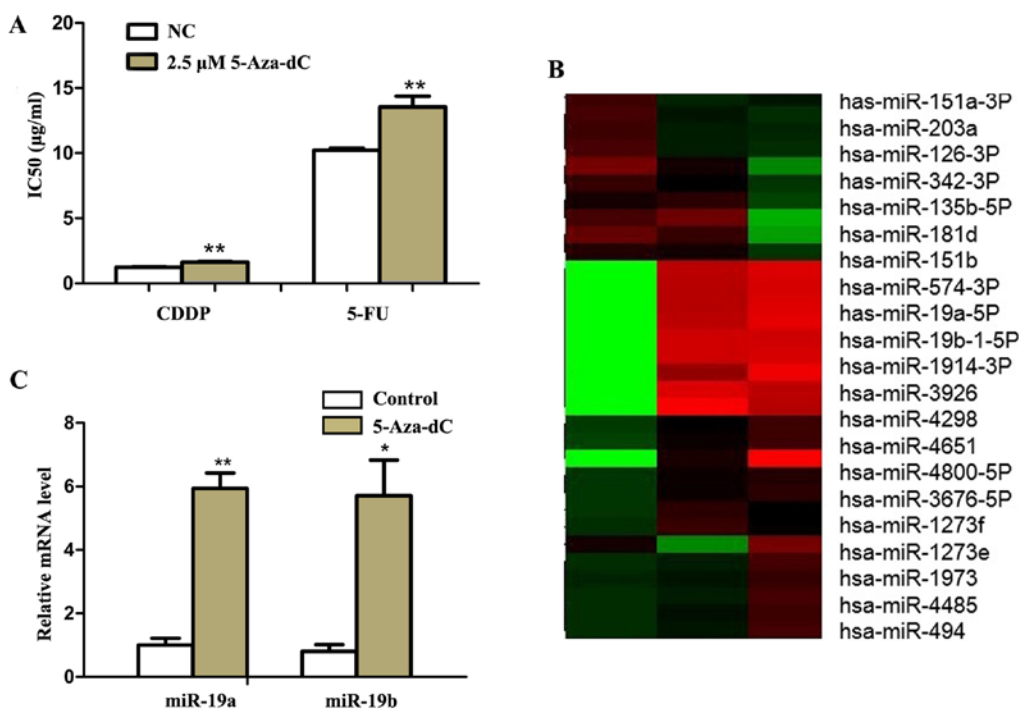 A
IC50 (μg/ml)
20
15
10
5
0
NC
2.5 μM 5-Aza-dC
**
**
CDDP
5-FU
B
has-miR-151a-3P
hsa-miR-203a
hsa-miR-126-3P
has-miR-342-3P
hsa-miR-135b-5P
hsa-miR-181d
hsa-miR-151b
hsa-miR-574-3P
has-miR-19a-5P
hsa-miR-19b-1-5P
hsa-miR-1914-3P
hsa-miR-3926
hsa-miR-4298
hsa-miR-4651
hsa-miR-4800-5P
hsa-miR-3676-5P
hsa-miR-1273f
hsa-miR-1273e
hsa-miR-1973
hsa-miR-4485
hsa-miR-494
C
Relative mRNA level
8
6
4
2
0
Control
5-Aza-dC
**
*
miR-19a
miR-19b